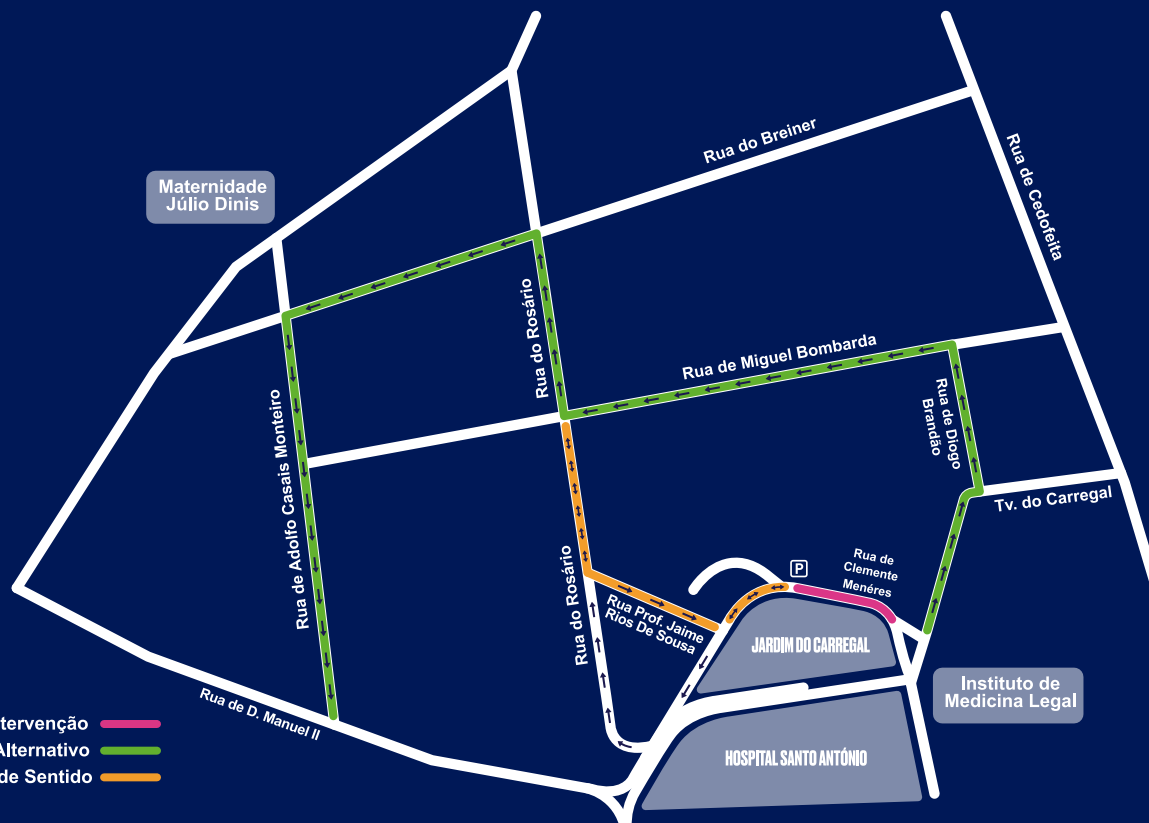 Rua do Breiner
Rua de Cedofeita
Maternidade
Júlio Dinis
Rua do Rosário
Rua de Miguel Bombarda
Rua de Diogo
Brandão
Rua de Adolfo Casais Monteiro
Tv. do Carregal
P
Rua de
Clemente
Menéres
Rua do Rosário
Rua Prof. Jaime
Rios De Sousa
JARDIM DO CARREGAL
Instituto de
Medicina Legal
Rua de D. Manuel II
HOSPITAL SANTO ANTÓNIO
tervenção
Alternativo
de Sentido